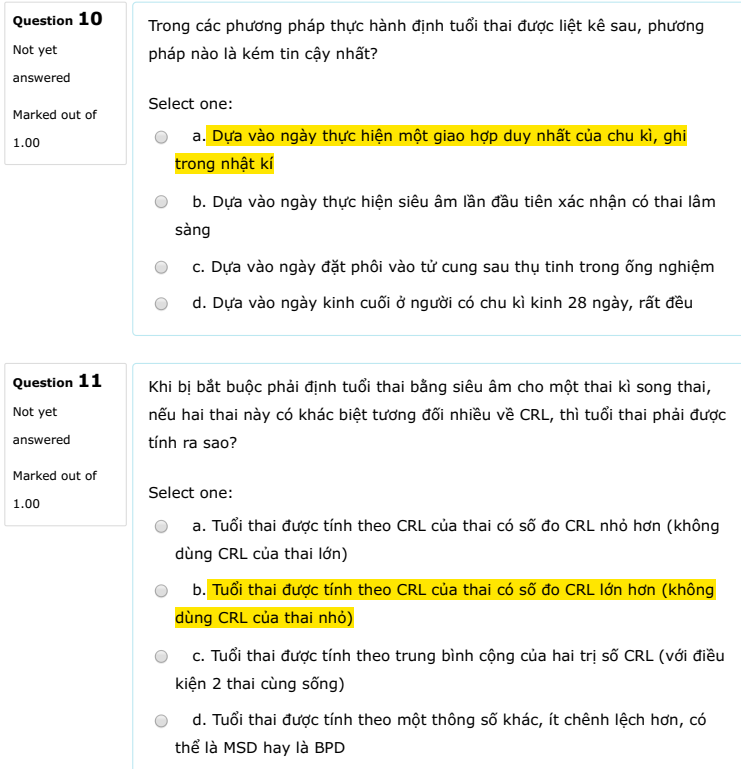 Question 10
Not yet
answered
Marked out of
1.00
Trong các phương pháp thực hành định tuổi thai được liệt kê sau, phương
pháp nào là kém tin cậy nhất?
Select one:
a. Dựa vào ngày thực hiện một giao hợp duy nhất của chu kì, ghi
trong nhật kí
b. Dựa vào ngày thực hiện siêu âm lần đầu tiên xác nhận có thai lâm
sàng
c. Dựa vào ngày đặt phôi vào tử cung sau thụ tinh trong ống nghiệm
d. Dựa vào ngày kinh cuối ở người có chu kì kinh 28 ngày, rất đều
Question 11
Not yet
answered
Marked out of
1.00
Khi bị bắt buộc phải định tuổi thai bằng siêu âm cho một thai kì song thai,
nếu hai thai này có khác biệt tương đối nhiều về CRL, thì tuổi thai phải được
tính ra sao?
Select one:
a. Tuổi thai được tính theo CRL của thai có số đo CRL nhỏ hơn (không
dùng CRL của thai lớn)
b. Tuổi thai được tính theo CRL của thai có số đo CRL lớn hơn (không
dùng CRL của thai nhỏ)
c. Tuổi thai được tính theo trung bình cộng của hai trị số CRL (với điều
kiện 2 thai cùng sống)
d. Tuổi thai được tính theo một thông số khác, ít chênh lệch hơn, có
thể là MSD hay là BPD